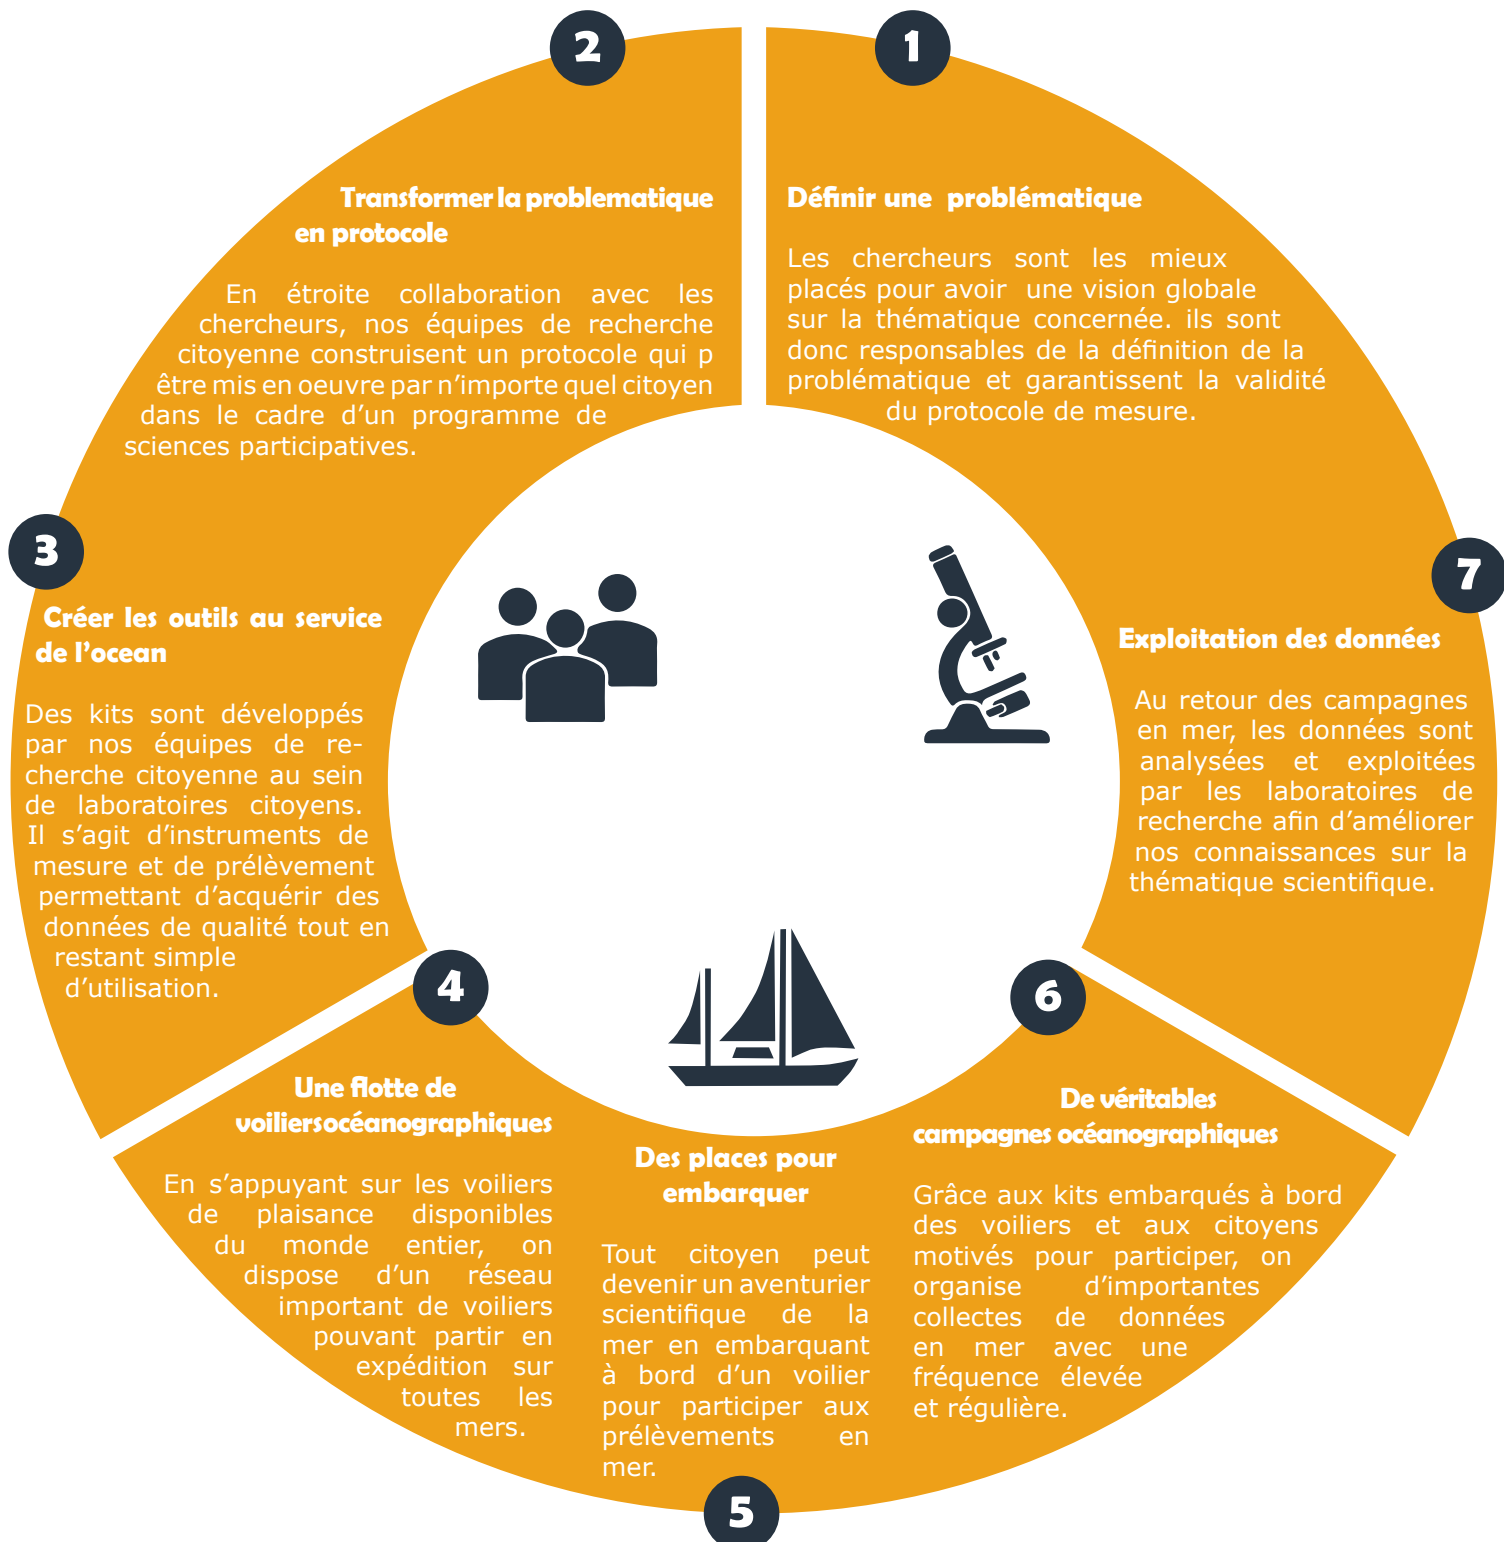 1
Définir une problématique
Les chercheurs sont les mieux
placés pour avoir une vision globale
sur la thématique concernée. ils sont
donc responsables de la définition de la
problématique et garantissent la validité
du protocole de mesure.
2
Transformer la problematique
en protocole
En étroite collaboration avec les
chercheurs, nos équipes de recherche
citoyenne construisent un protocole qui p
être mis en oeuvre par n’importe quel citoyen
dans le cadre d’un programme de
sciences participatives.
3
Créer les outils au service
de l’ocean
Des kits sont développés
par nos équipes de re-
cherche citoyenne au sein
de laboratoires citoyens.
Il s’agit d’instruments de
mesure et de prélèvement
permettant d’acquérir des
données de qualité tout en
restant simple
d’utilisation.
4
Une flotte de
voiliersocéanographiques
En s’appuyant sur les voiliers
de plaisance disponibles
du monde entier, on
dispose d’un réseau
important de voiliers
pouvant partir en
expédition sur
toutes les
mers.
Des places pour
embarquer
Tout citoyen peut
devenir un aventurier
scientifique de la
mer en embarquant
à bord d’un voilier
pour participer aux
prélèvements en
mer.
5
6
De véritables
campagnes océanographiques
Grâce aux kits embarqués à bord
des voiliers et aux citoyens
motivés pour participer, on
organise d’importantes
collectes de données
en mer avec une
fréquence élevée
et régulière.
7
Exploitation des données
Au retour des campagnes
en mer, les données sont
analysées et exploitées
par les laboratoires de
recherche afin d’améliorer
nos connaissances sur la
thématique scientifique.